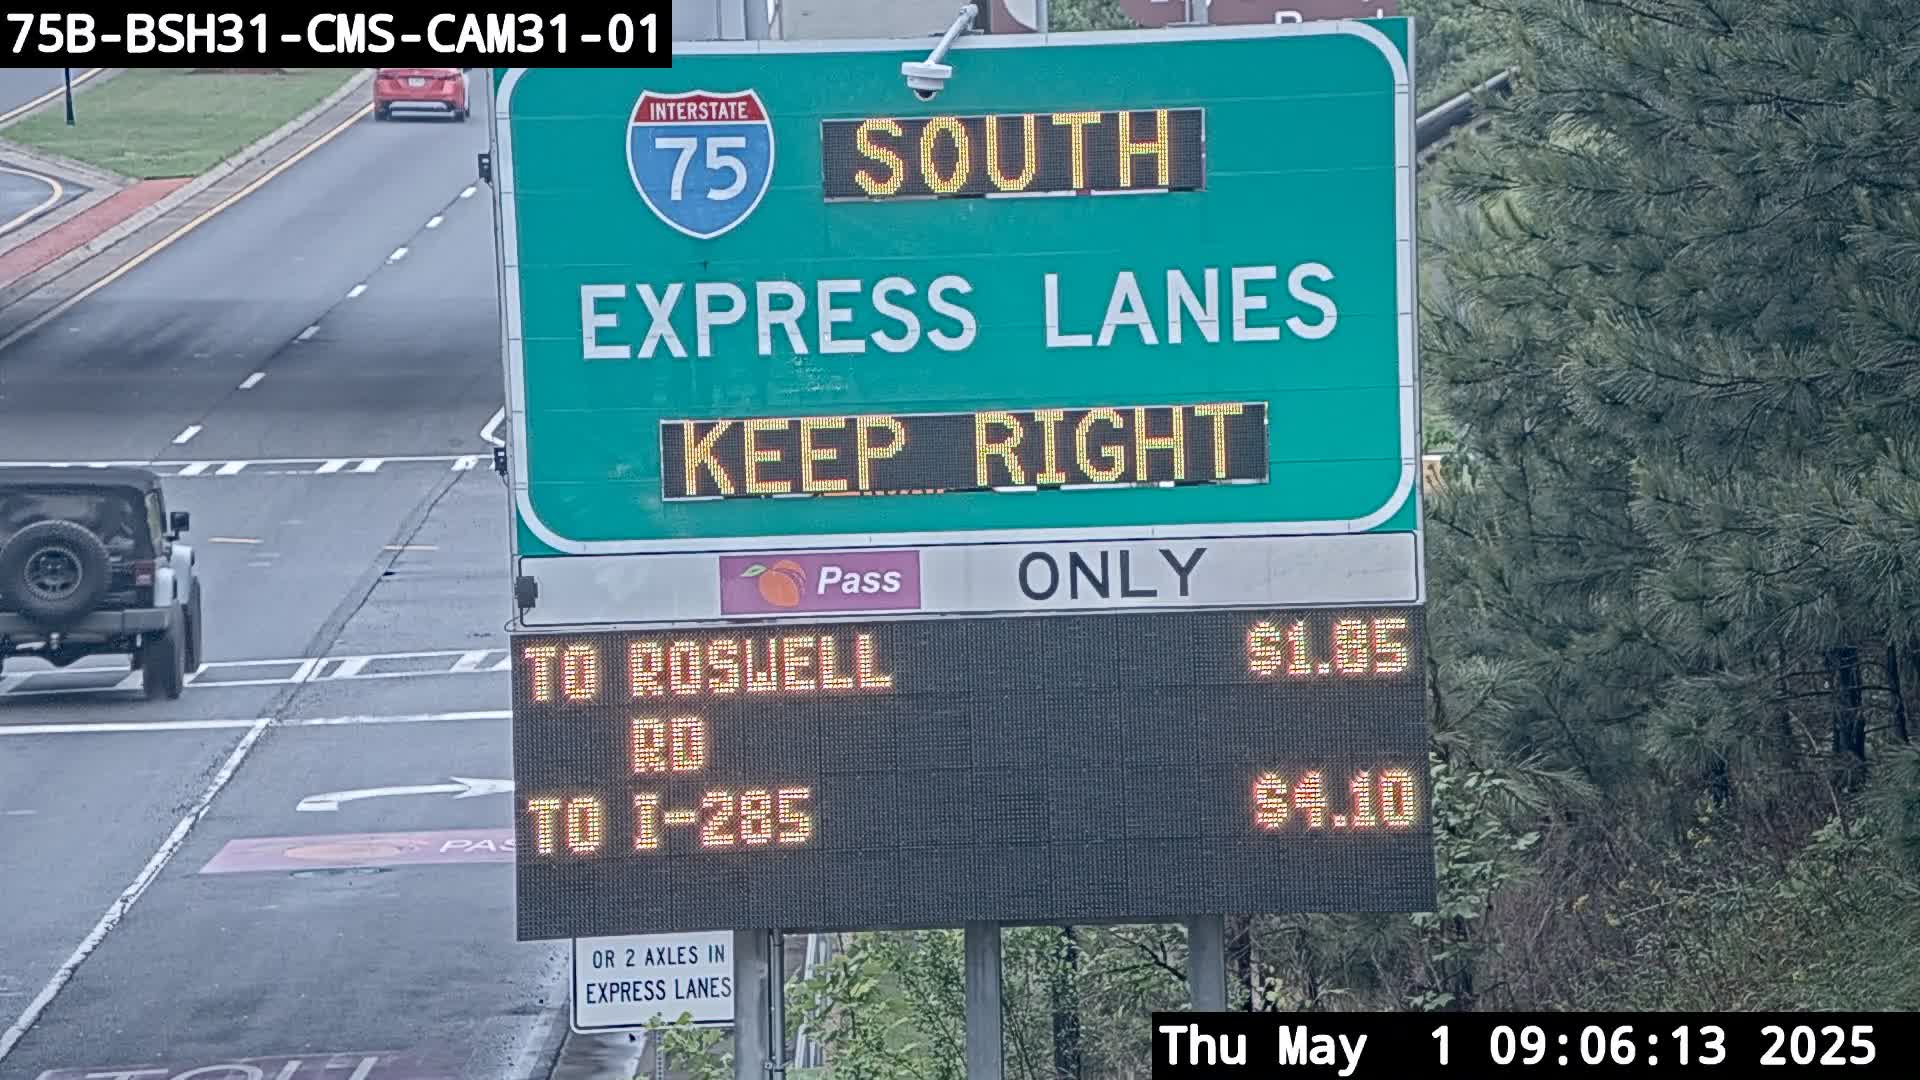 75B-BSH31-CMS-CAM31-01
INTERSTATE
75
SOUTH
EXPRESS LANES
KEEP RIGHT
Pass
ONLY
TO ROSWELL $1.85
RD
TO I-285 $4.10
OR 2 AXLES IN
EXPRESS LANES
Thu May 1 09:06:13 2025